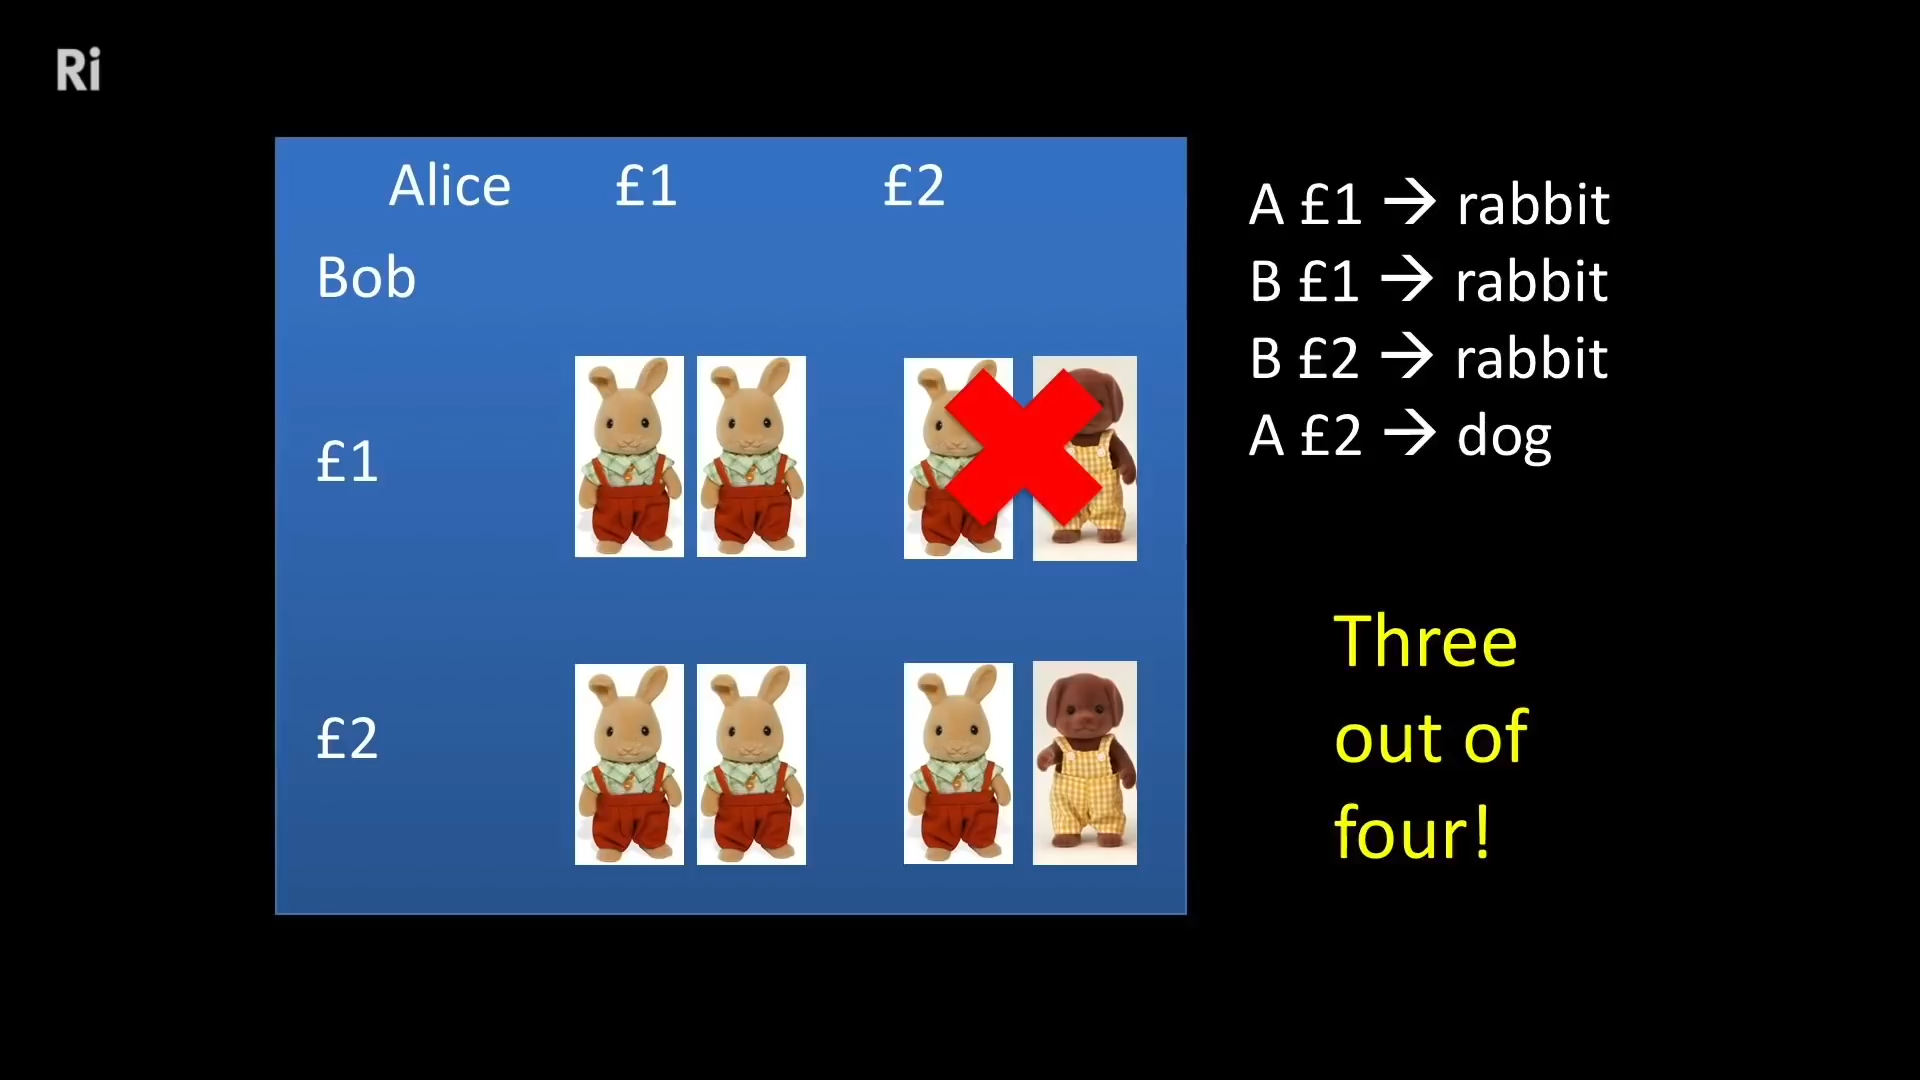 Ri
Alice £1 £2
Bob
£1
£2
A £1 → rabbit
B £1 → rabbit
B £2 → rabbit
A £2 → dog
Three
out of
four!